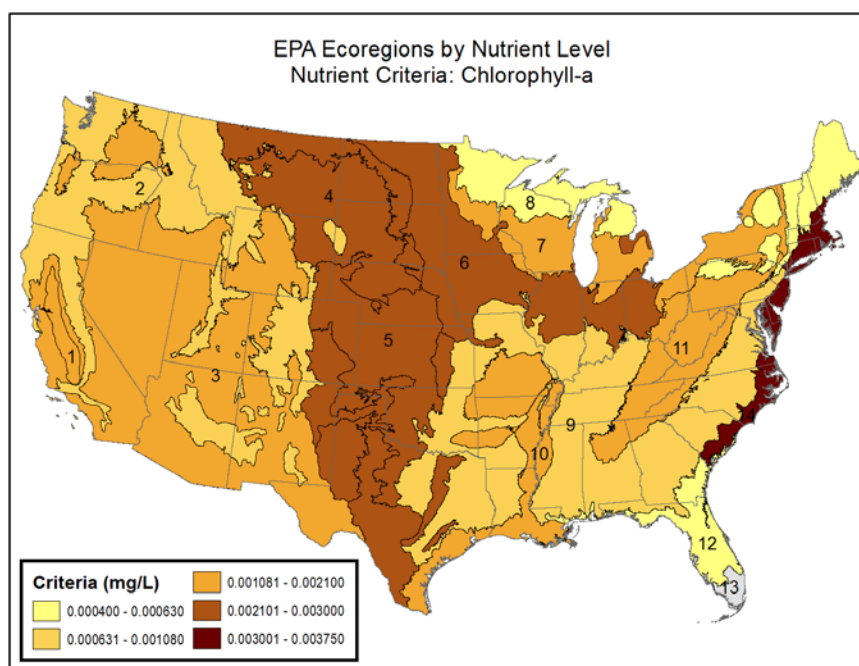 EPA Ecoregions by Nutrient Level
Nutrient Criteria: Chlorophyll-a
2
4
8
7
6
1
3
5
11
9
10
14
12
13
Criteria (mg/L)
0.000400 - 0.000630
0.000631 - 0.001080
0.001081 - 0.002100
0.002101 - 0.003000
0.003001 - 0.003750